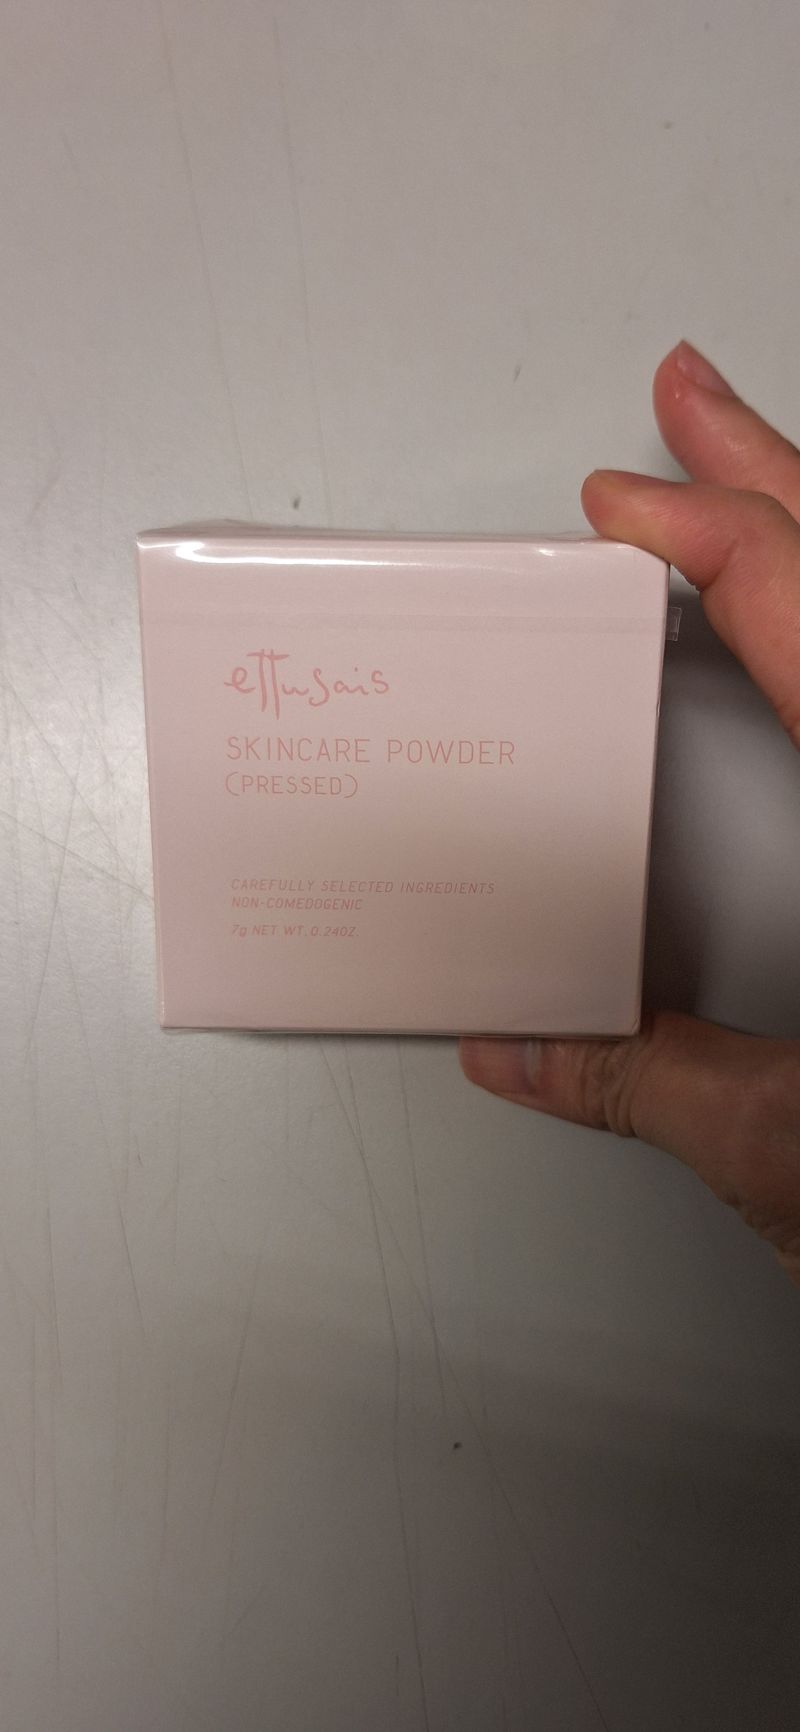 ettusais
SKINCARE POWDER
(PRESSED)
CAREFULLY SELECTED INGREDIENTS
NON-COMEDOGENIC
7g NET WT. 0.24OZ.